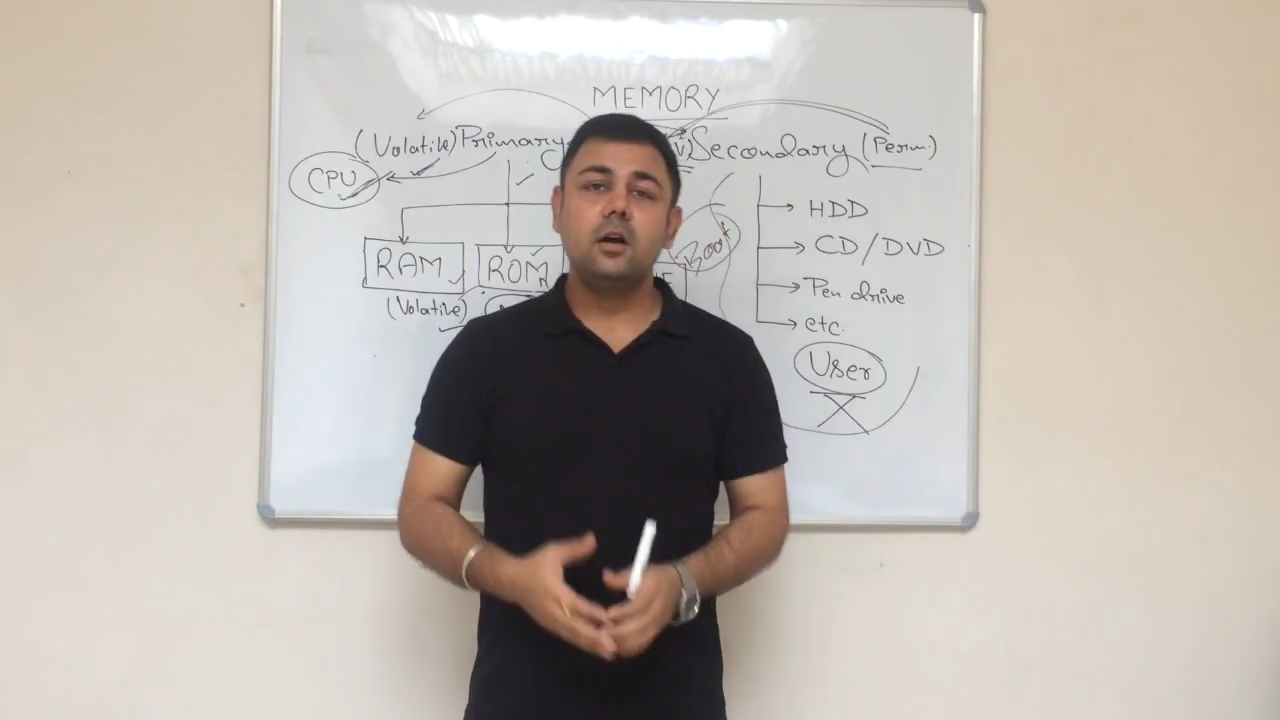 MEMORY
(Volatile) Primary Secondary (Perm.)
CPU
HDD
Boot
CD/DVD
RAM ROM
Pen drive
(Volatile)
etc.
User
X